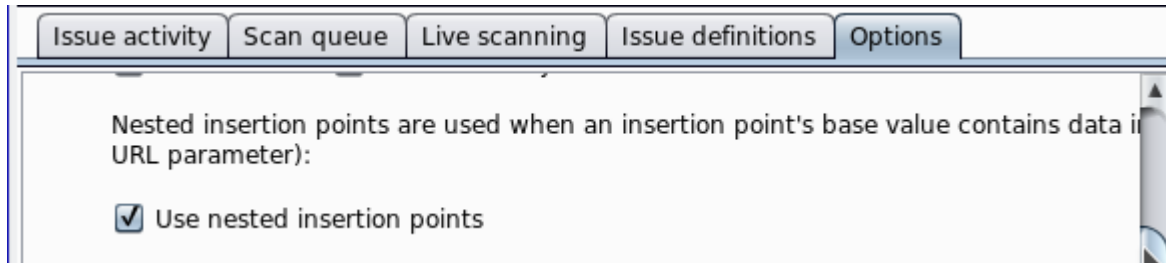 Issue activity Scan queue Live scanning Issue definitions Options
Nested insertion points are used when an insertion point's base value contains data
URL parameter):
Use nested insertion points